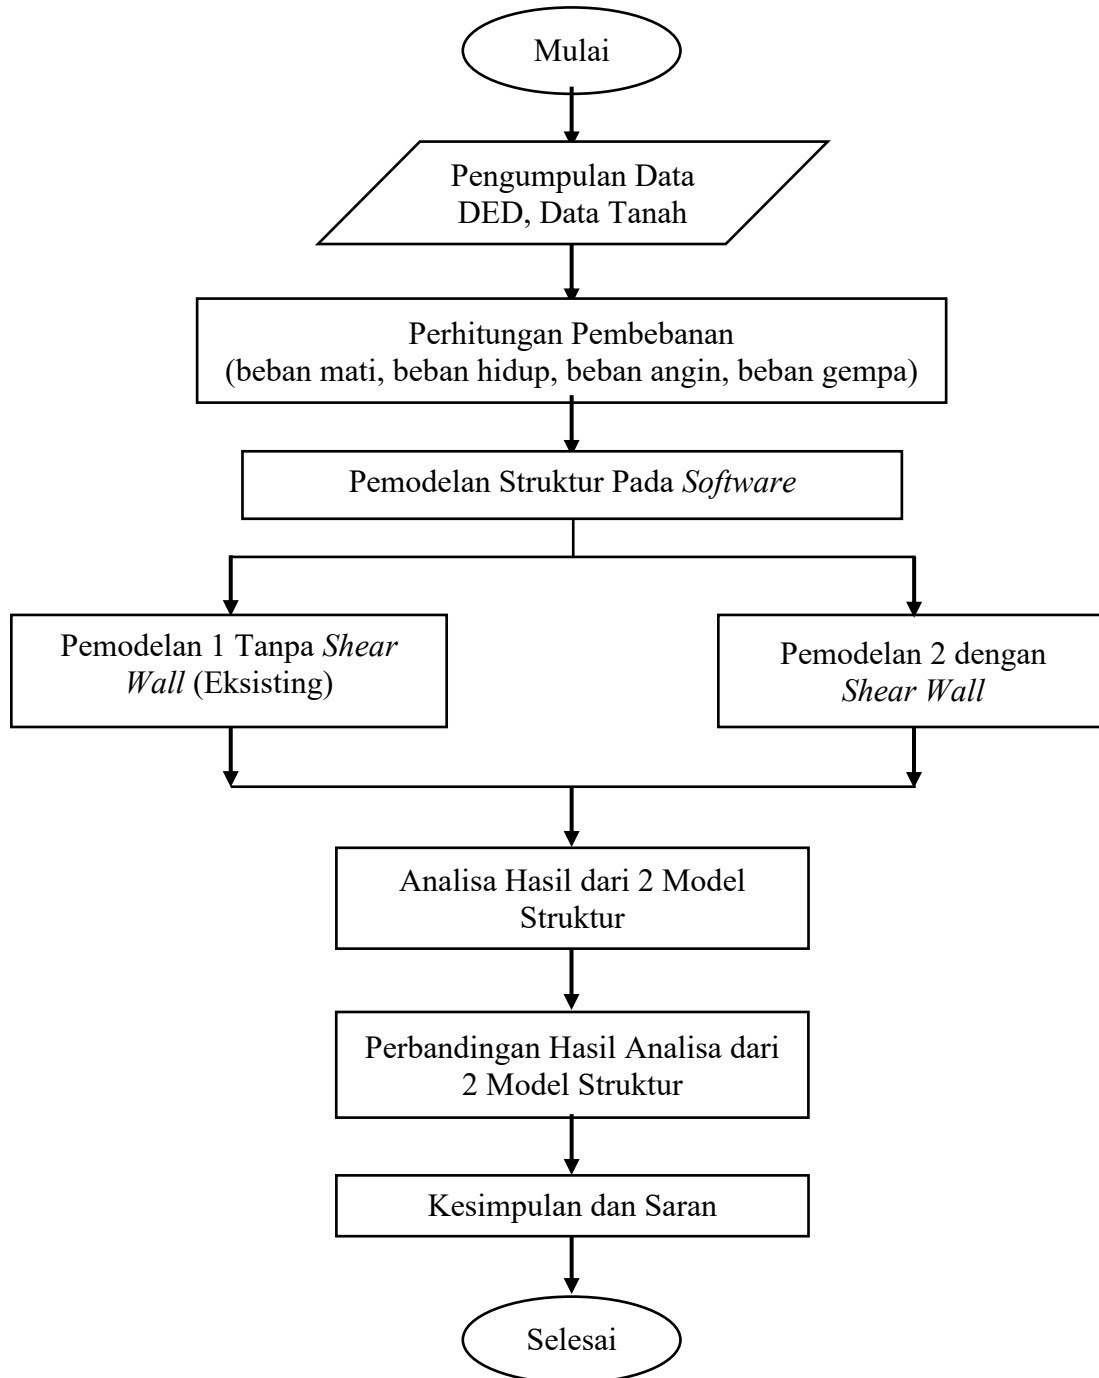 Mulai
Pengumpulan Data
DED, Data Tanah
Perhitungan Pembebanan
(beban mati, beban hidup, beban angin, beban gempa)
Pemodelan Struktur Pada Software
Pemodelan 1 Tanpa Shear
Wall (Eksisting)
Pemodelan 2 dengan
Shear Wall
Analisa Hasil dari 2 Model
Struktur
Perbandingan Hasil Analisa dari
2 Model Struktur
Kesimpulan dan Saran
Selesai